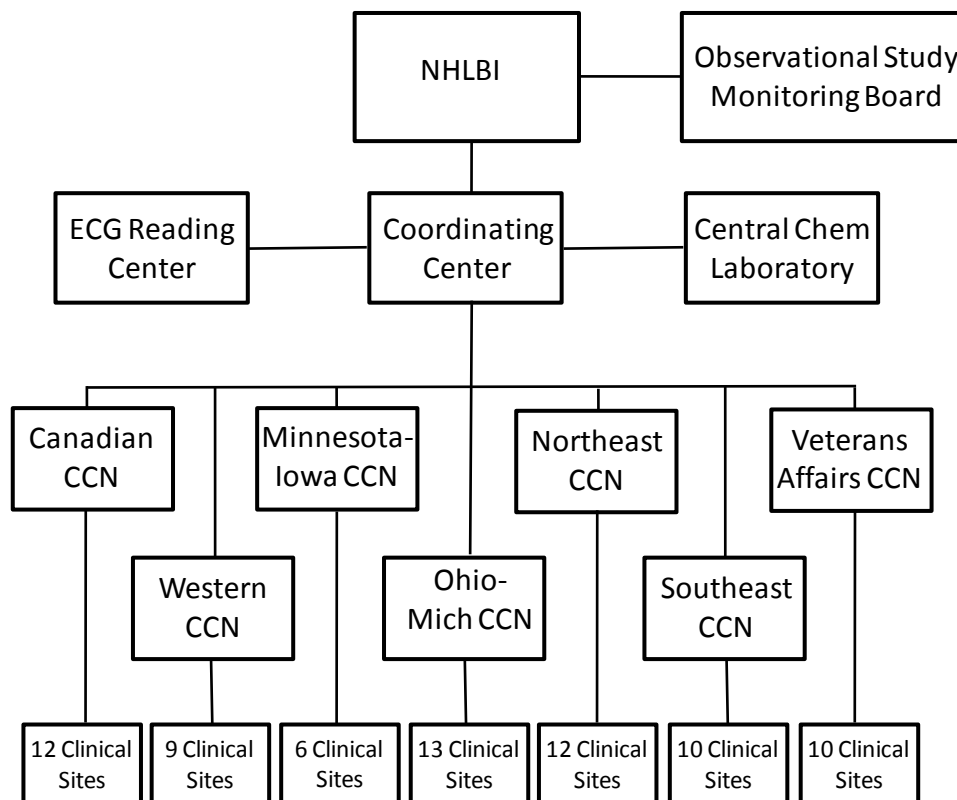 NHLBI
Observational Study
Monitoring Board
ECG Reading
Center
Coordinating
Center
Central Chem
Laboratory
Canadian
CCN
Minnesota-
Iowa CCN
Northeast
CCN
Veterans
Affairs CCN
Western
CCN
Ohio-
Mich CCN
Southeast
CCN
12 Clinical
Sites
9 Clinical
Sites
6 Clinical
Sites
13 Clinical
Sites
12 Clinical
Sites
10 Clinical
Sites
10 Clinical
Sites